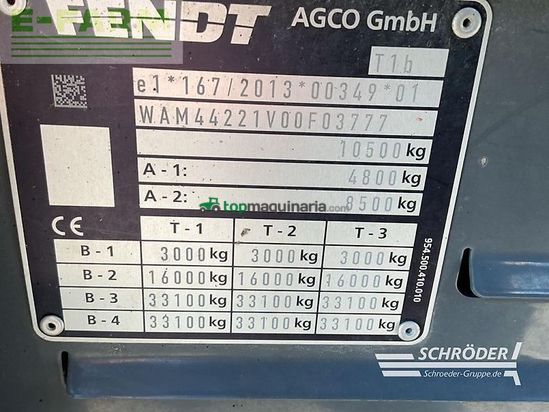 E-FARM
FENDT
AGCO GmbH
T1b
e1*167/2013*00349*01
WAM44221V00F03777
10500 kg
A - 1: 4800 kg
A - 2: 8500 kg
topmaquinaria.com
CE T - 1 T - 2 T - 3
B - 1 3000 kg 3000 kg 3000 kg
B - 2 16000 kg 16000 kg 16000 kg
B - 3 33100 kg 33100 kg 33100 kg
B - 4 33100 kg 33100 kg 33100 kg
954.500.410.010
SCHRÖDER
Schroeder-Gruppe.de